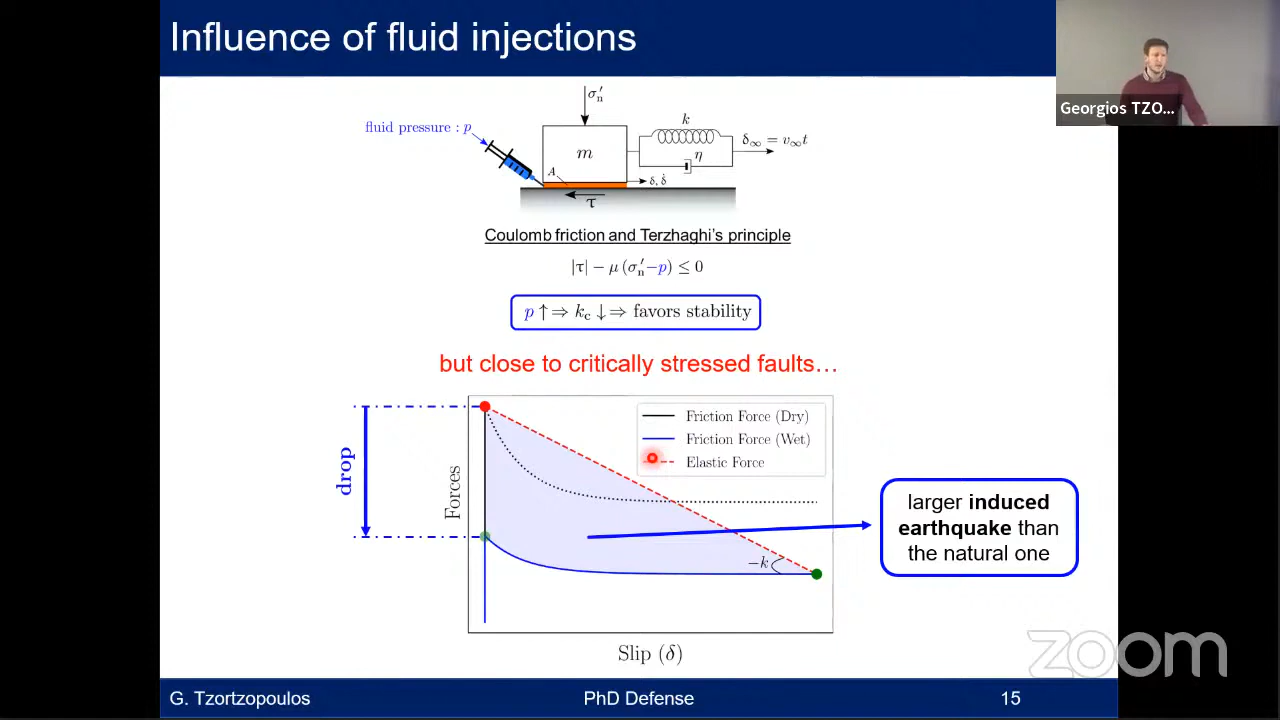 Influence of fluid injections
Georgios TZO...
σ′ₙ
fluid pressure : p
k
m
η
δ∞ = v∞t
A
δ, δ̇
τ
Coulomb friction and Terzhaghi's principle
|τ| − μ (σ′ₙ−p) ≤ 0
p ↑ ⇒ k_c ↓ ⇒ favors stability
but close to critically stressed faults…
Friction Force (Dry)
Friction Force (Wet)
Elastic Force
drop
Forces
larger induced
earthquake than
the natural one
−k
Slip (δ)
zoom
G. Tzortzopoulos
PhD Defense
15